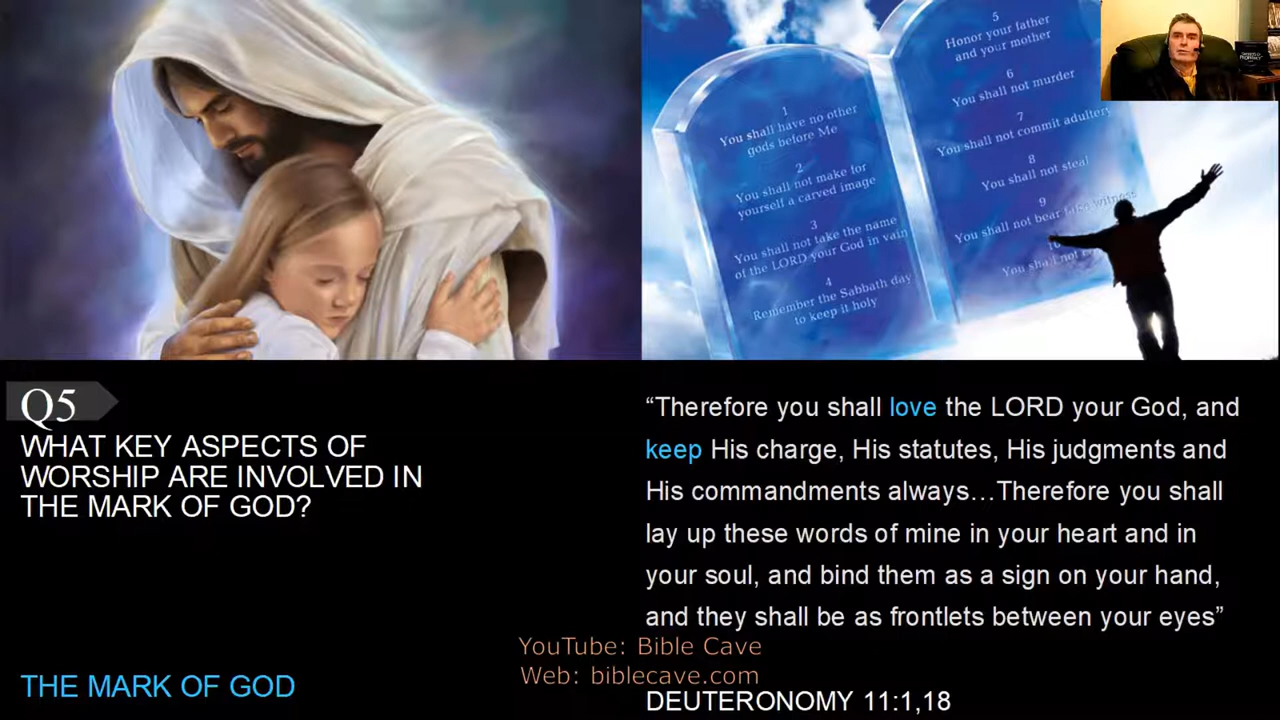 1
You shall have no other
gods before Me
2
You shall not make for
yourself a carved image
3
You shall not take the name
of the LORD your God in vain
4
Remember the Sabbath day
to keep it holy
5
Honor your father
and your mother
6
You shall not murder
7
You shall not commit adultery
8
You shall not steal
9
You shall not bear false witness
10
You shall not
Q5
WHAT KEY ASPECTS OF
WORSHIP ARE INVOLVED IN
THE MARK OF GOD?
THE MARK OF GOD
“Therefore you shall love the LORD your God, and
keep His charge, His statutes, His judgments and
His commandments always…Therefore you shall
lay up these words of mine in your heart and in
your soul, and bind them as a sign on your hand,
and they shall be as frontlets between your eyes”
YouTube: Bible Cave
Web: biblecave.com
DEUTERONOMY 11:1,18